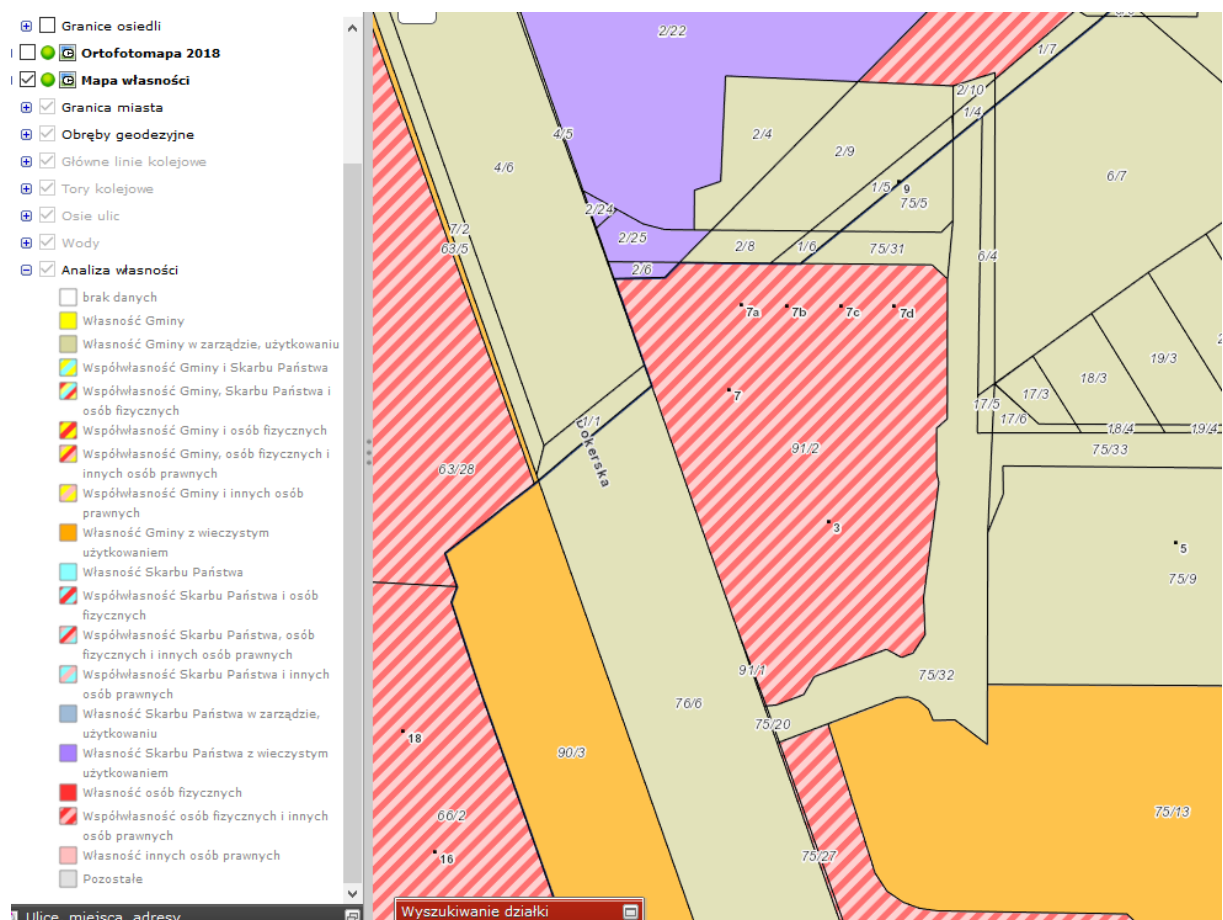 Granice osiedli
Ortofotomapa 2018
Mapa własności
Granica miasta
Obręby geodezyjne
Główne linie kolejowe
Tory kolejowe
Osie ulic
Wody
Analiza własności
brak danych
Własność Gminy
Własność Gminy w zarządzie, użytkowaniu
Współwłasność Gminy i Skarbu Państwa
Współwłasność Gminy, Skarbu Państwa i
osób fizycznych
Współwłasność Gminy i osób fizycznych
Współwłasność Gminy, osób fizycznych i
innych osób prawnych
Współwłasność Gminy i innych osób
prawnych
Własność Gminy z wieczystym
użytkowaniem
Własność Skarbu Państwa
Współwłasność Skarbu Państwa i osób
fizycznych
Współwłasność Skarbu Państwa, osób
fizycznych i innych osób prawnych
Współwłasność Skarbu Państwa i innych
osób prawnych
Własność Skarbu Państwa w zarządzie,
użytkowaniu
Własność Skarbu Państwa z wieczystym
użytkowaniem
Własność osób fizycznych
Współwłasność osób fizycznych i innych
osób prawnych
Własność innych osób prawnych
Pozostałe
Ulice, miejsca, adresy
2/22
1/7
2/10
1/4
4/5
2/4
2/9
4/6
6/7
1/5
9
75/5
2/24
7/2
2/25
63/5
2/8
1/6
75/31
6/4
2/6
7a
7b
7c
7d
19/3
18/3
7
17/3
17/5
17/6
1/1
18/4
19/4
Dokerska
91/2
75/33
63/28
3
5
75/9
91/1
75/32
76/6
75/20
18
90/3
66/2
75/13
16
75/27
Wyszukiwanie działki